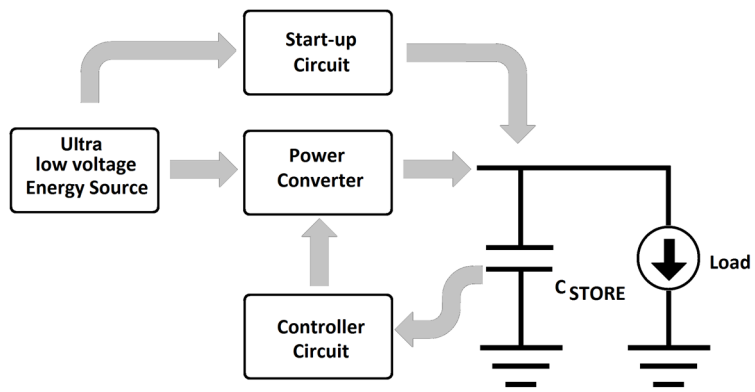 Start-up
Circuit
Ultra
low voltage
Energy Source
Power
Converter
Load
C STORE
Controller
Circuit